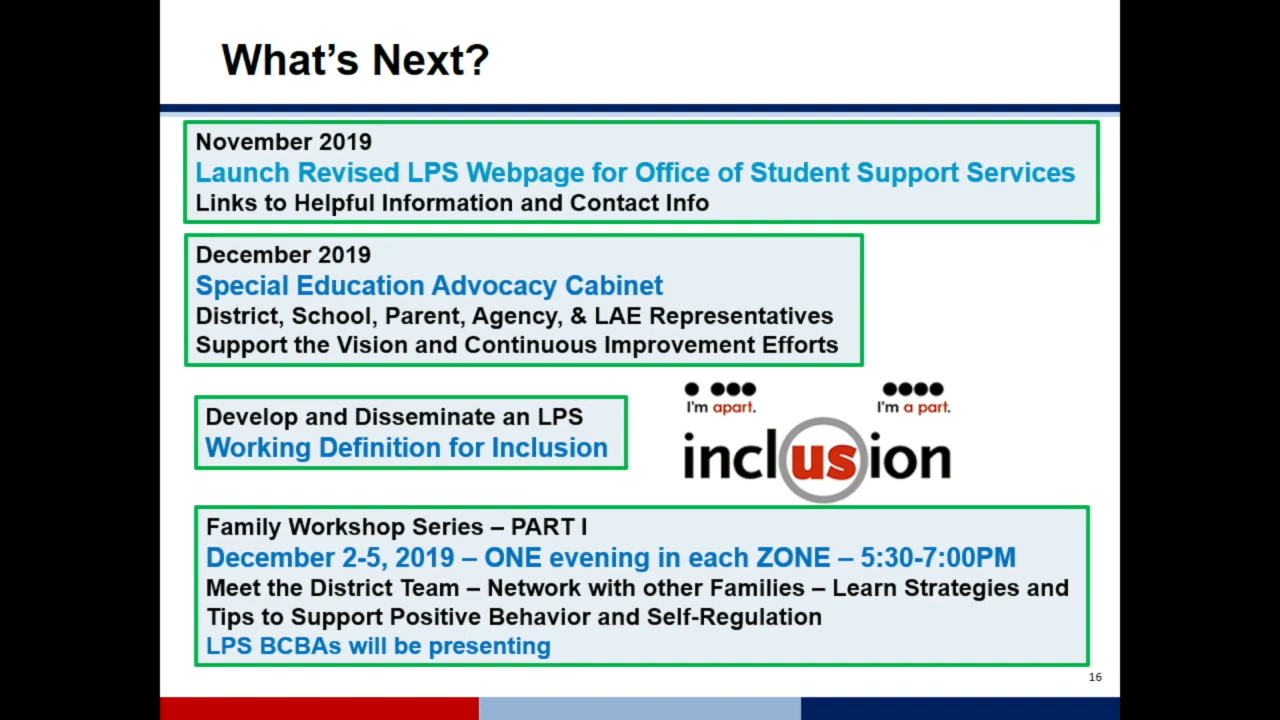 What's Next?
November 2019
Launch Revised LPS Webpage for Office of Student Support Services
Links to Helpful Information and Contact Info
December 2019
Special Education Advocacy Cabinet
District, School, Parent, Agency, & LAE Representatives
Support the Vision and Continuous Improvement Efforts
Develop and Disseminate an LPS
Working Definition for Inclusion
I'm apart.
I'm a part.
inclusion
Family Workshop Series – PART I
December 2-5, 2019 – ONE evening in each ZONE – 5:30-7:00PM
Meet the District Team – Network with other Families – Learn Strategies and
Tips to Support Positive Behavior and Self-Regulation
LPS BCBAs will be presenting
16